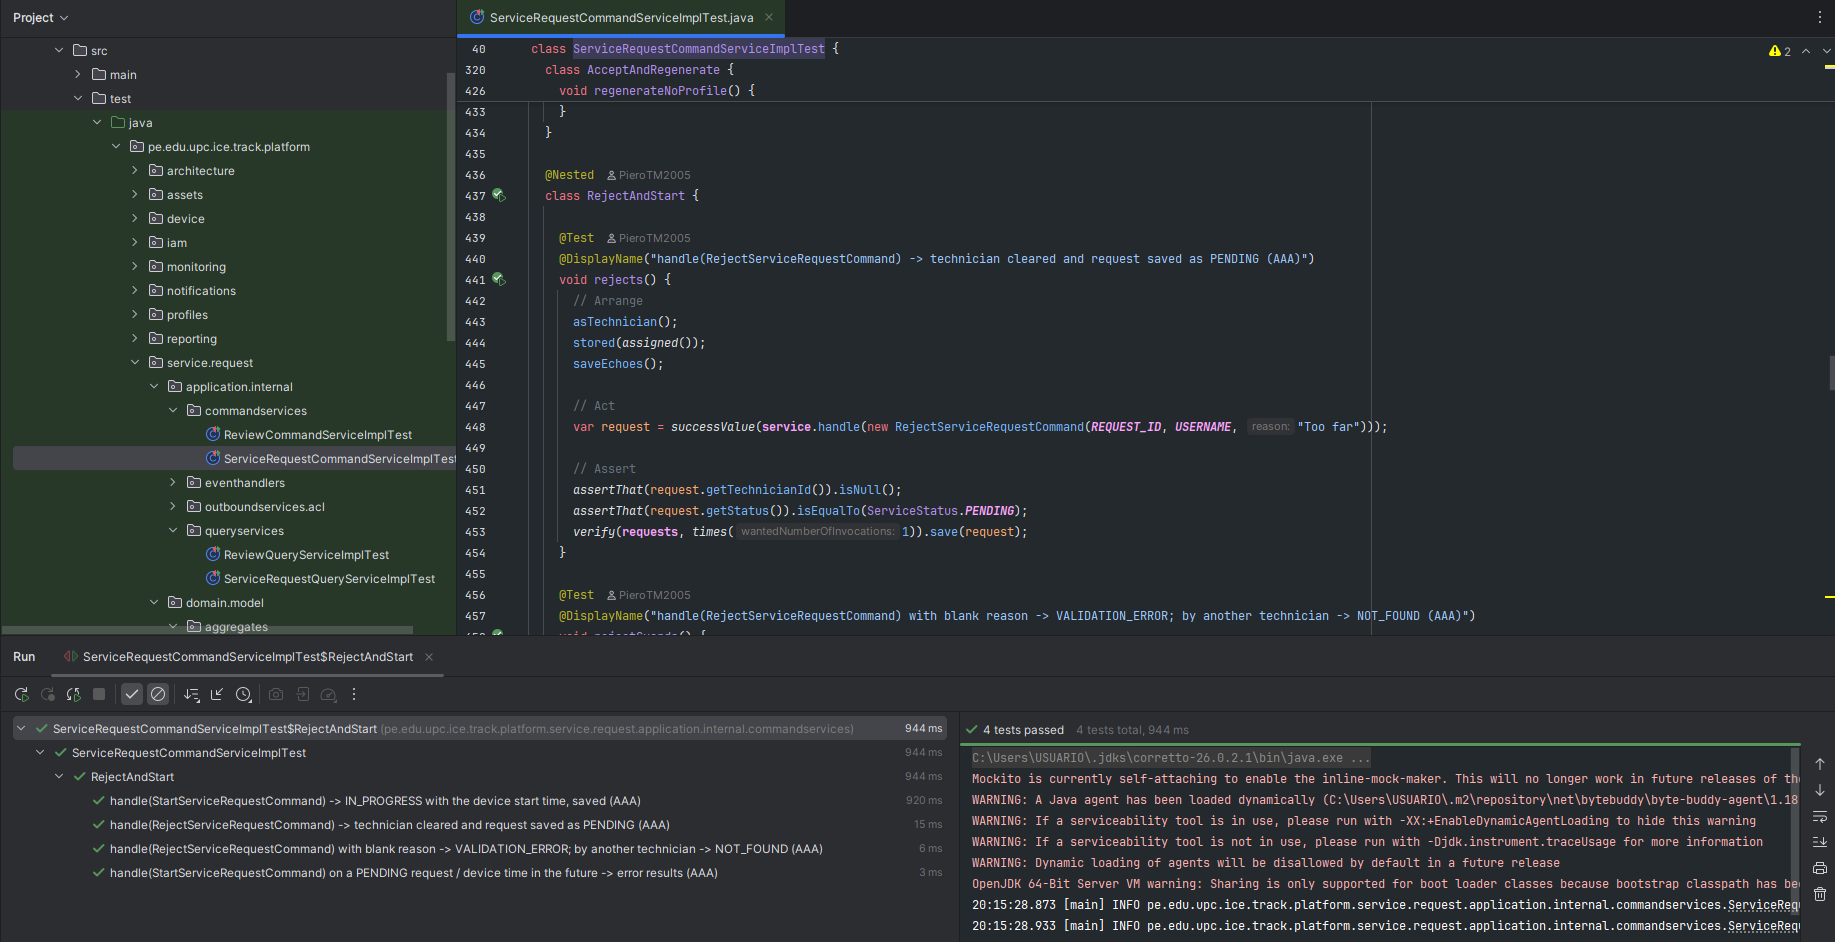 Project
src
main
test
java
pe.edu.upc.ice.track.platform
architecture
assets
device
iam
monitoring
notifications
profiles
reporting
service.request
application.internal
commandservices
ReviewCommandServiceImplTest
ServiceRequestCommandServiceImplTest
eventhandlers
outboundservices.acl
queryservices
ReviewQueryServiceImplTest
ServiceRequestQueryServiceImplTest
domain.model
aggregates
ServiceRequestCommandServiceImplTest.java
2
40 class ServiceRequestCommandServiceImplTest {
320 class AcceptAndRegenerate {
426 void regenerateNoProfile() {
433 }
434 }
435
436 @Nested PieroTM2005
437 class RejectAndStart {
438
439 @Test PieroTM2005
440 @DisplayName("handle(RejectServiceRequestCommand) -> technician cleared and request saved as PENDING (AAA)")
441 void rejects() {
442 // Arrange
443 asTechnician();
444 stored(assigned());
445 saveEchoes();
446
447 // Act
448 var request = successValue(service.handle(new RejectServiceRequestCommand(REQUEST_ID, USERNAME, reason: "Too far")));
449
450 // Assert
451 assertThat(request.getTechnicianId()).isNull();
452 assertThat(request.getStatus()).isEqualTo(ServiceStatus.PENDING);
453 verify(requests, times( wantedNumberOfInvocations: 1)).save(request);
454 }
455
456 @Test PieroTM2005
457 @DisplayName("handle(RejectServiceRequestCommand) with blank reason -> VALIDATION_ERROR; by another technician -> NOT_FOUND (AAA)")
Run ServiceRequestCommandServiceImplTest$RejectAndStart
ServiceRequestCommandServiceImplTest$RejectAndStart (pe.edu.upc.ice.track.platform.service.request.application.internal.commandservices) 944 ms
ServiceRequestCommandServiceImplTest 944 ms
RejectAndStart 944 ms
handle(StartServiceRequestCommand) -> IN_PROGRESS with the device start time, saved (AAA) 920 ms
handle(RejectServiceRequestCommand) -> technician cleared and request saved as PENDING (AAA) 15 ms
handle(RejectServiceRequestCommand) with blank reason -> VALIDATION_ERROR; by another technician -> NOT_FOUND (AAA) 6 ms
handle(StartServiceRequestCommand) on a PENDING request / device time in the future -> error results (AAA) 3 ms
4 tests passed 4 tests total, 944 ms
C:\Users\USUARIO\.jdks\corretto-26.0.2.1\bin\java.exe ...
Mockito is currently self-attaching to enable the inline-mock-maker. This will no longer work in future releases of th
WARNING: A Java agent has been loaded dynamically (C:\Users\USUARIO\.m2\repository\net\bytebuddy\byte-buddy-agent\1.18
WARNING: If a serviceability tool is in use, please run with -XX:+EnableDynamicAgentLoading to hide this warning
WARNING: If a serviceability tool is not in use, please run with -Djdk.instrument.traceUsage for more information
WARNING: Dynamic loading of agents will be disallowed by default in a future release
OpenJDK 64-Bit Server VM warning: Sharing is only supported for boot loader classes because bootstrap classpath has be
20:15:28.873 [main] INFO pe.edu.upc.ice.track.platform.service.request.application.internal.commandservices.ServiceReq
20:15:28.933 [main] INFO pe.edu.upc.ice.track.platform.service.request.application.internal.commandservices.ServiceReq